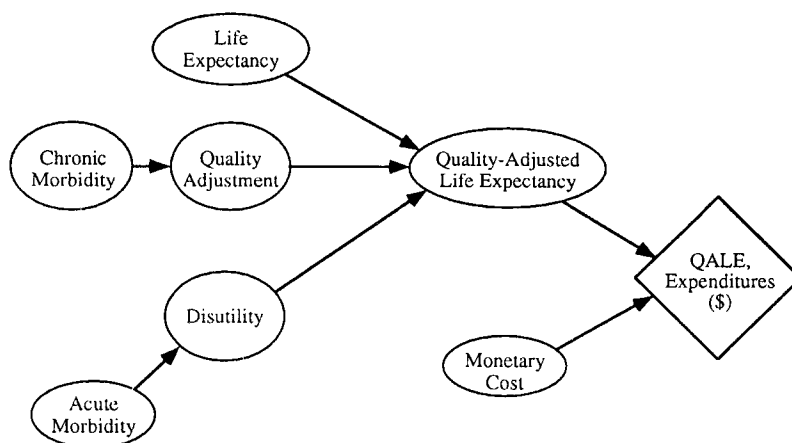 Life
Expectancy
Chronic
Morbidity
Quality
Adjustment
Quality-Adjusted
Life Expectancy
QALE,
Expenditures
($)
Disutility
Monetary
Cost
Acute
Morbidity